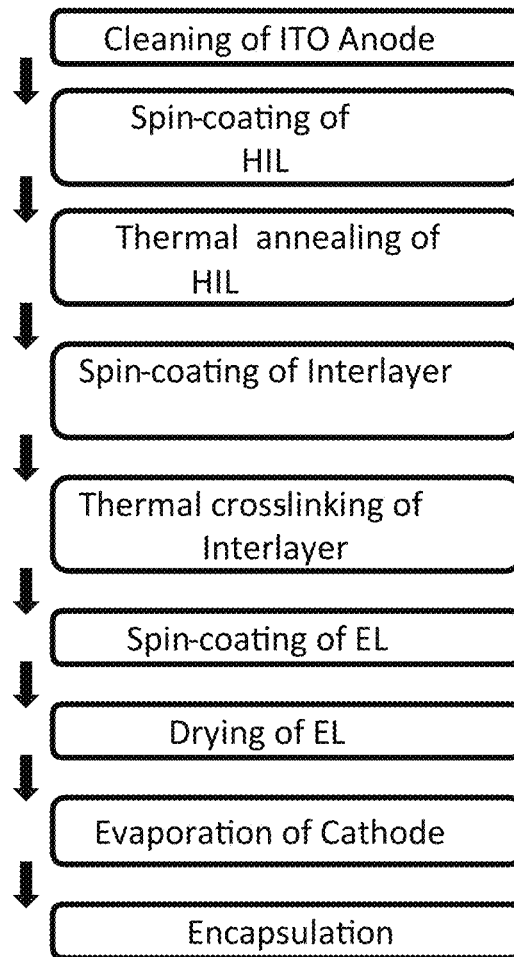 Cleaning of ITO Anode
Spin-coating of
HIL
Thermal annealing of
HIL
Spin-coating of Interlayer
Thermal crosslinking of
Interlayer
Spin-coating of EL
Drying of EL
Evaporation of Cathode
Encapsulation